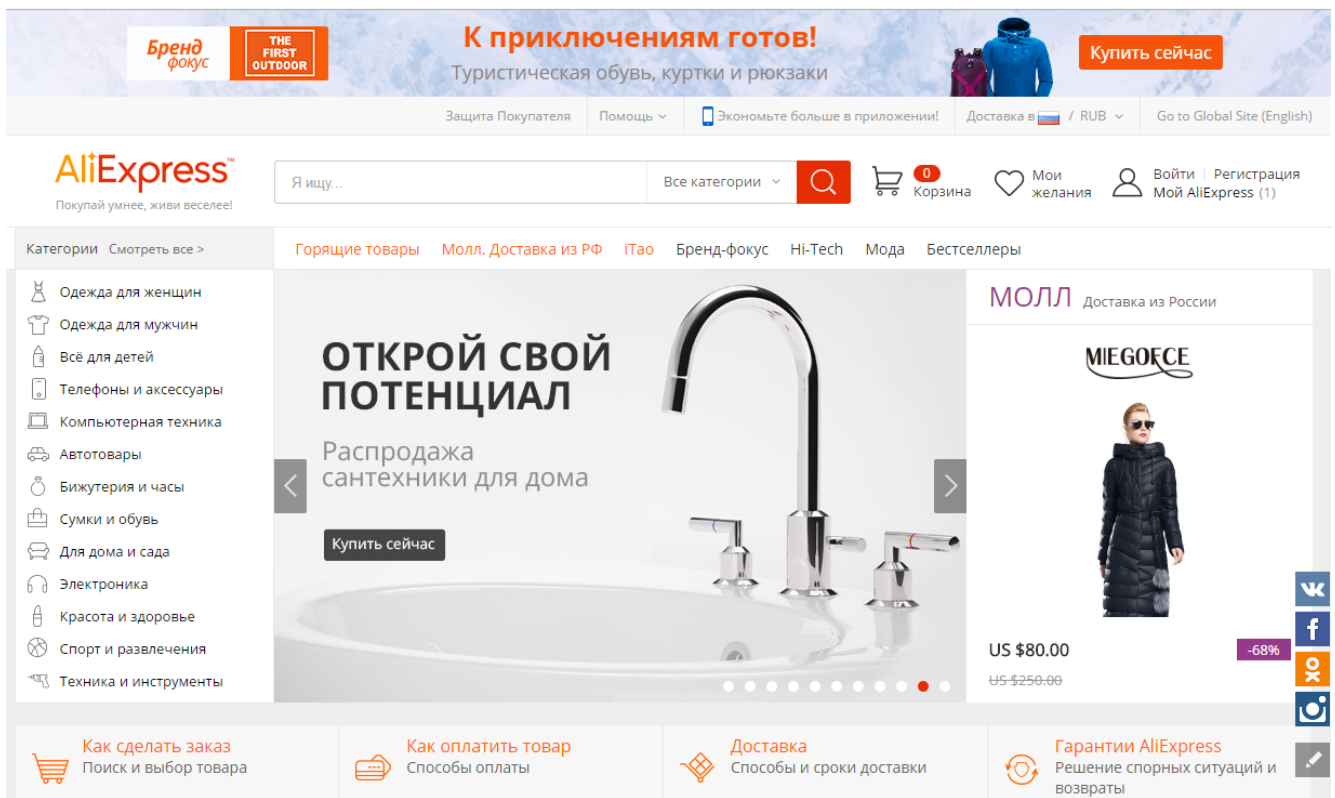 Бренд
фокус
THE
FIRST
OUTDOOR
К приключениям готов!
Туристическая обувь, куртки и рюкзаки
Купить сейчас
Защита Покупателя
Помощь
Экономьте больше в приложении!
Доставка в / RUB
Go to Global Site (English)
AliExpress™
Покупай умнее, живи веселее!
Я ищу...
Все категории
0
Корзина
Мои
желания
Войти | Регистрация
Мой AliExpress (1)
Категории Смотреть все >
Горящие товары
Молл. Доставка из РФ
iTao
Бренд-фокус
Hi-Tech
Мода
Бестселлеры
Одежда для женщин
Одежда для мужчин
Всё для детей
Телефоны и аксессуары
Компьютерная техника
Автотовары
Бижутерия и часы
Сумки и обувь
Для дома и сада
Электроника
Красота и здоровье
Спорт и развлечения
Техника и инструменты
ОТКРОЙ СВОЙ
ПОТЕНЦИАЛ
Распродажа
сантехники для дома
Купить сейчас
МОЛЛ Доставка из России
MIEGOFCE
US $80.00
-68%
US $250.00
Как сделать заказ
Поиск и выбор товара
Как оплатить товар
Способы оплаты
Доставка
Способы и сроки доставки
Гарантии AliExpress
Решение спорных ситуаций и
возвраты